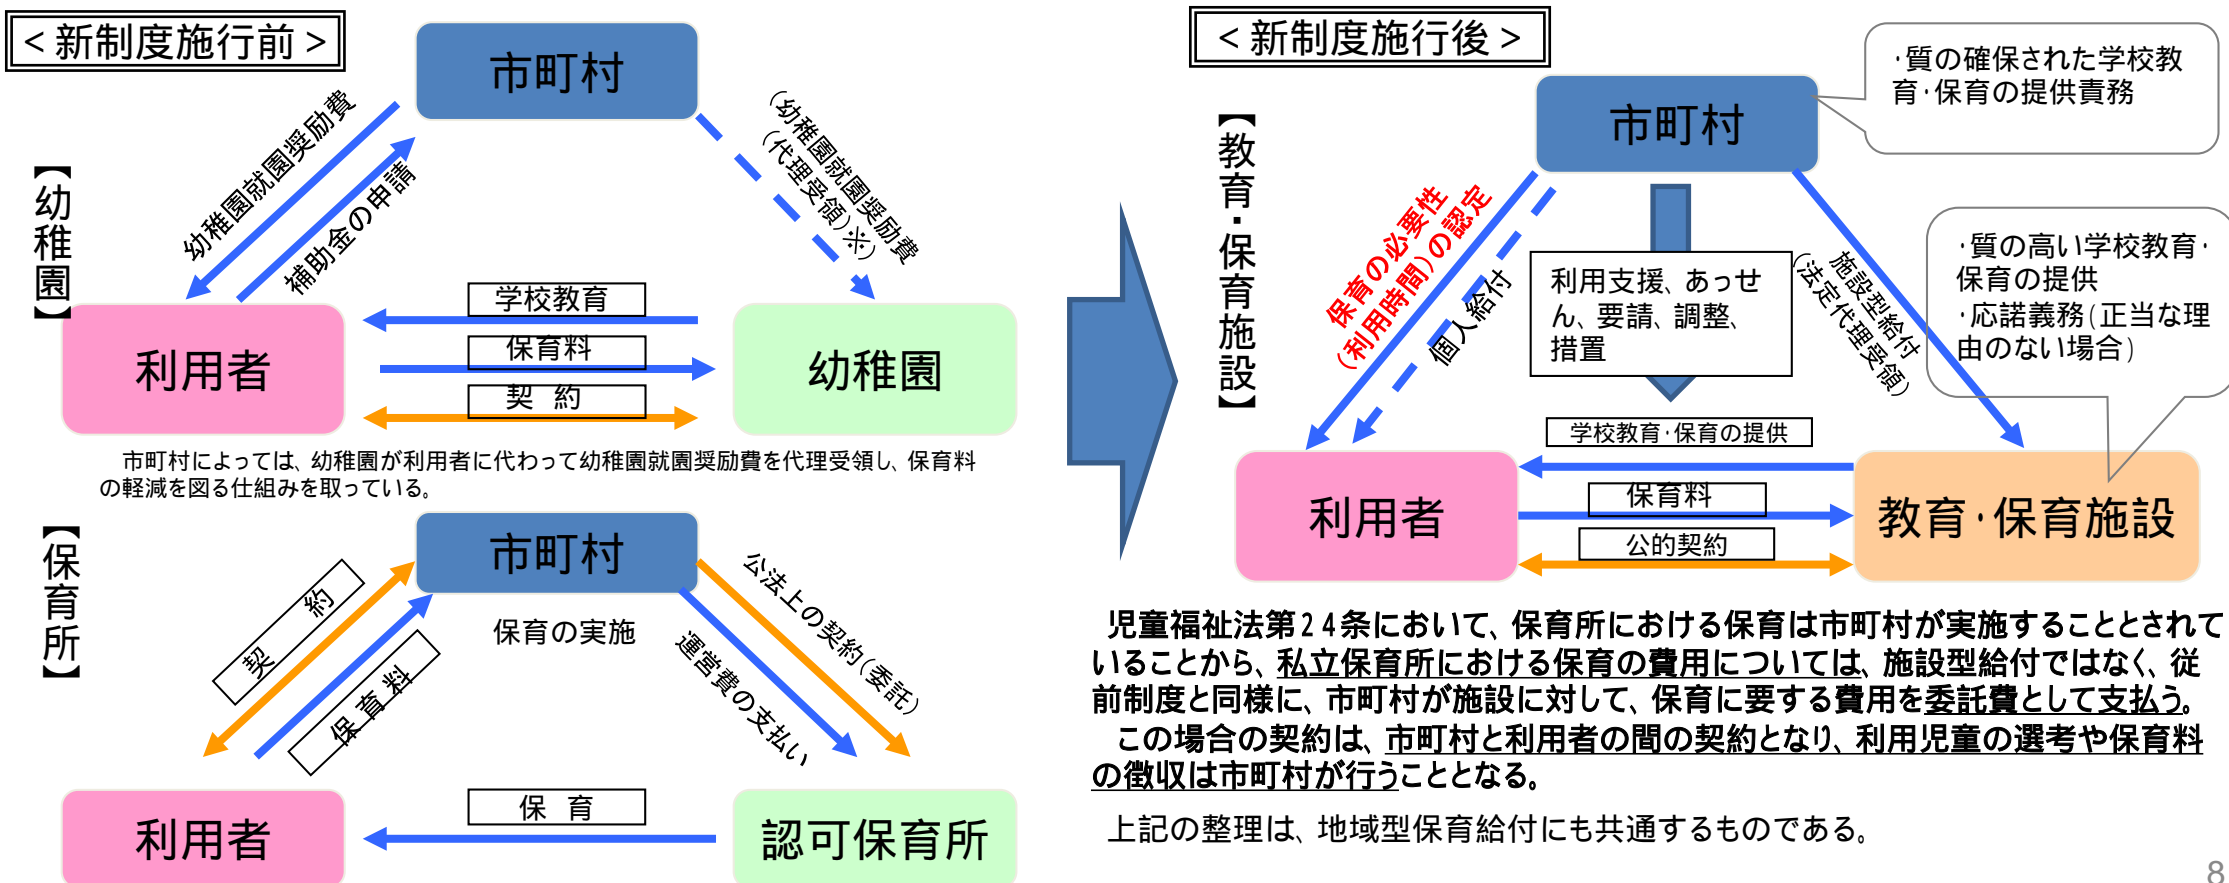 <新制度施行前>
【幼稚園】
市町村
幼稚園就園奨励費
補助金の申請
(幼稚園就園奨励費
(代理受領)※)
学校教育
保育料
契 約
利用者
幼稚園
市町村によっては、幼稚園が利用者に代わって幼稚園就園奨励費を代理受領し、保育料
の軽減を図る仕組みを取っている。
【保育所】
市町村
契 約
保育料
保育の実施
公法上の契約(委託)
運営費の支払い
保 育
利用者
認可保育所
<新制度施行後>
【教育・保育施設】
市町村
・質の確保された学校教
育・保育の提供責務
保育の必要性
(利用時間)の認定
個人給付
利用支援、あっせ
ん、要請、調整、
措置
施設型給付
(法定代理受領)
・質の高い学校教育・
保育の提供
・応諾義務(正当な理
由のない場合)
学校教育・保育の提供
保育料
公的契約
利用者
教育・保育施設
児童福祉法第24条において、保育所における保育は市町村が実施することとされて
いることから、私立保育所における保育の費用については、施設型給付ではなく、従
前制度と同様に、市町村が施設に対して、保育に要する費用を委託費として支払う。
この場合の契約は、市町村と利用者の間の契約となり、利用児童の選考や保育料
の徴収は市町村が行うこととなる。
上記の整理は、地域型保育給付にも共通するものである。
8